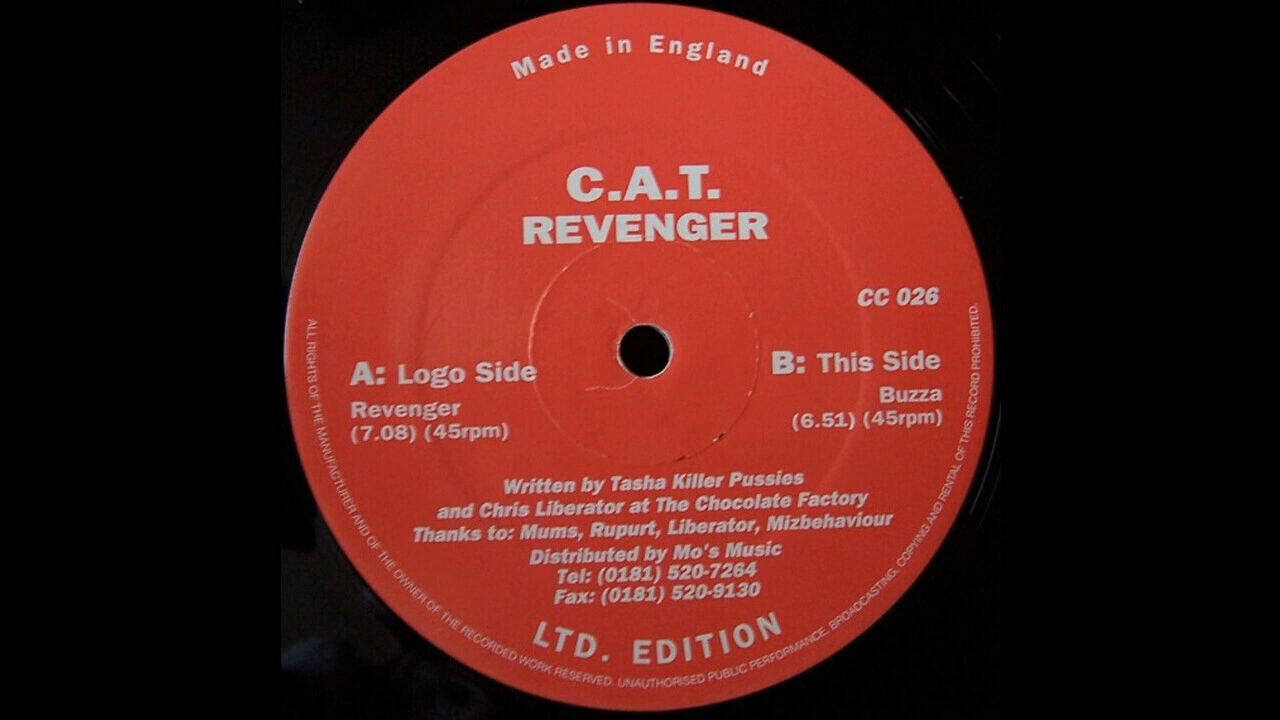 Made in England
C.A.T.
REVENGER
CC 026
A: Logo Side
Revenger
(7.08) (45rpm)
B: This Side
Buzza
(6.51) (45rpm)
Written by Tasha Killer Pussies
and Chris Liberator at The Chocolate Factory
Thanks to: Mums, Rupurt, Liberator, Mizbehaviour
Distributed by Mo's Music
Tel: (0181) 520-7264
Fax: (0181) 520-9130
LTD. EDITION
ALL RIGHTS OF THE MANUFACTURER AND OF THE OWNER OF THE RECORDED WORK RESERVED. UNAUTHORISED PUBLIC PERFORMANCE, BROADCASTING, COPYING AND RENTAL OF THIS RECORD PROHIBITED.